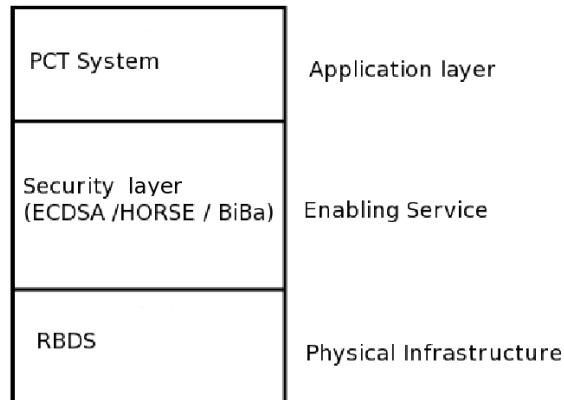 PCT System
Application layer
Security layer
(ECDSA /HORSE / BiBa)
Enabling Service
RBDS
Physical Infrastructure